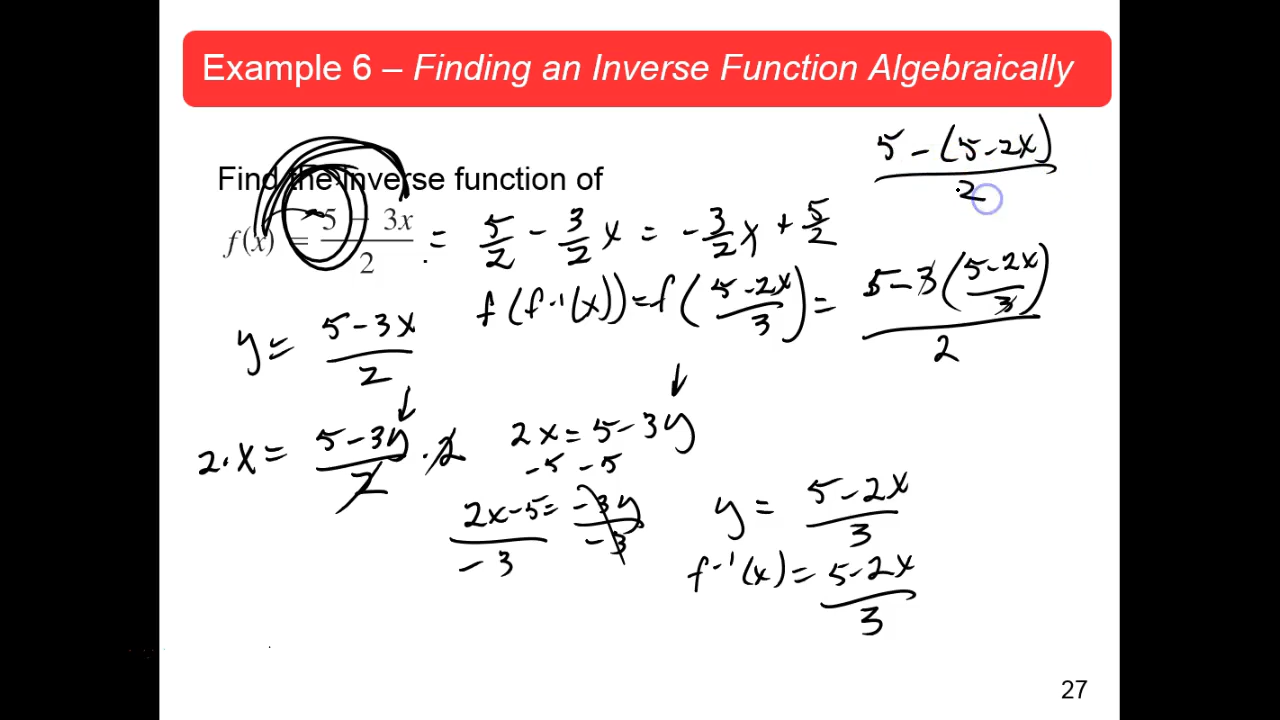 Example 6 – Finding an Inverse Function Algebraically
Find the inverse function of
f(x) = (5 − 3x)/2 = 5/2 − 3/2 x = −3/2 x + 5/2
(5 − (5−2x))/2
f(f⁻¹(x)) = f((5−2x)/3) = (5 − 3((5−2x)/3))/2
y = (5 − 3x)/2
2·x = (5 − 3y)/2 · 2
2x = 5 − 3y
−5 −5
(2x−5)/−3 = −3y/−3
y = (5−2x)/3
f⁻¹(x) = (5−2x)/3
27